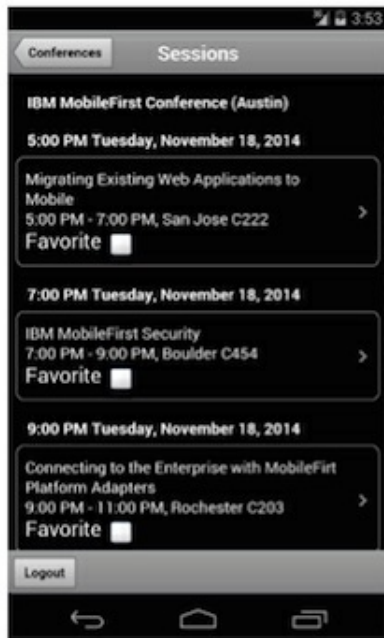 3:53
Conferences
Sessions
IBM MobileFirst Conference (Austin)
5:00 PM Tuesday, November 18, 2014
Migrating Existing Web Applications to
Mobile
5:00 PM - 7:00 PM, San Jose C222
Favorite
7:00 PM Tuesday, November 18, 2014
IBM MobileFirst Security
7:00 PM - 9:00 PM, Boulder C454
Favorite
9:00 PM Tuesday, November 18, 2014
Connecting to the Enterprise with MobileFirt
Platform Adapters
9:00 PM - 11:00 PM, Rochester C203
Favorite
Logout